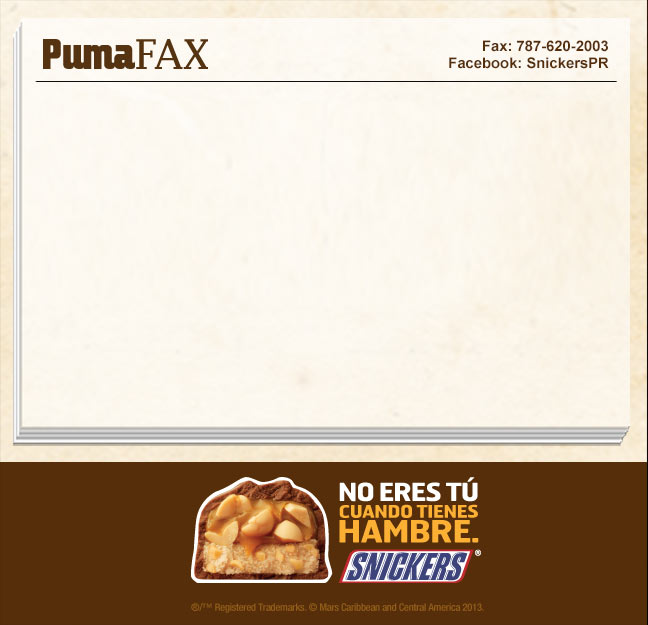 PumaFAX
Fax: 787-620-2003
Facebook: SnickersPR
NO ERES TÚ
CUANDO TIENES
HAMBRE.
SNICKERS®
®/™ Registered Trademarks. © Mars Caribbean and Central America 2013.